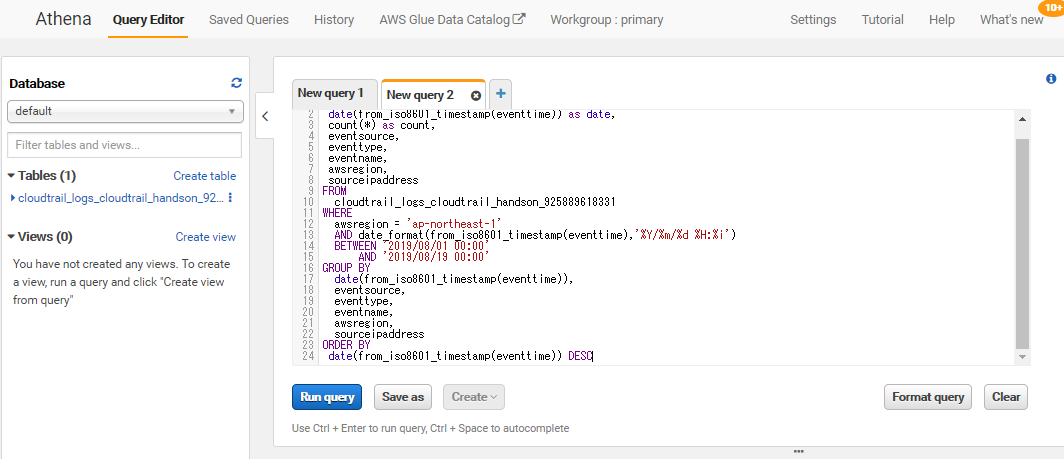 Athena Query Editor Saved Queries History AWS Glue Data Catalog Workgroup : primary Settings Tutorial Help What's new 10+
Database
default
Filter tables and views...
Tables (1) Create table
cloudtrail_logs_cloudtrail_handson_92...
Views (0) Create view
You have not created any views. To create
a view, run a query and click "Create view
from query"
New query 1 New query 2
2 date(from_iso8601_timestamp(eventtime)) as date,
3 count(*) as count,
4 eventsource,
5 eventtype,
6 eventname,
7 awsregion,
8 sourceipaddress
9 FROM
10 cloudtrail_logs_cloudtrail_handson_925889618331
11 WHERE
12 awsregion = 'ap-northeast-1'
13 AND date_format(from_iso8601_timestamp(eventtime),'%Y/%m/%d %H:%i')
14 BETWEEN '2019/08/01 00:00'
15 AND '2019/08/19 00:00'
16 GROUP BY
17 date(from_iso8601_timestamp(eventtime)),
18 eventsource,
19 eventtype,
20 eventname,
21 awsregion,
22 sourceipaddress
23 ORDER BY
24 date(from_iso8601_timestamp(eventtime)) DESC
Run query Save as Create Format query Clear
Use Ctrl + Enter to run query, Ctrl + Space to autocomplete